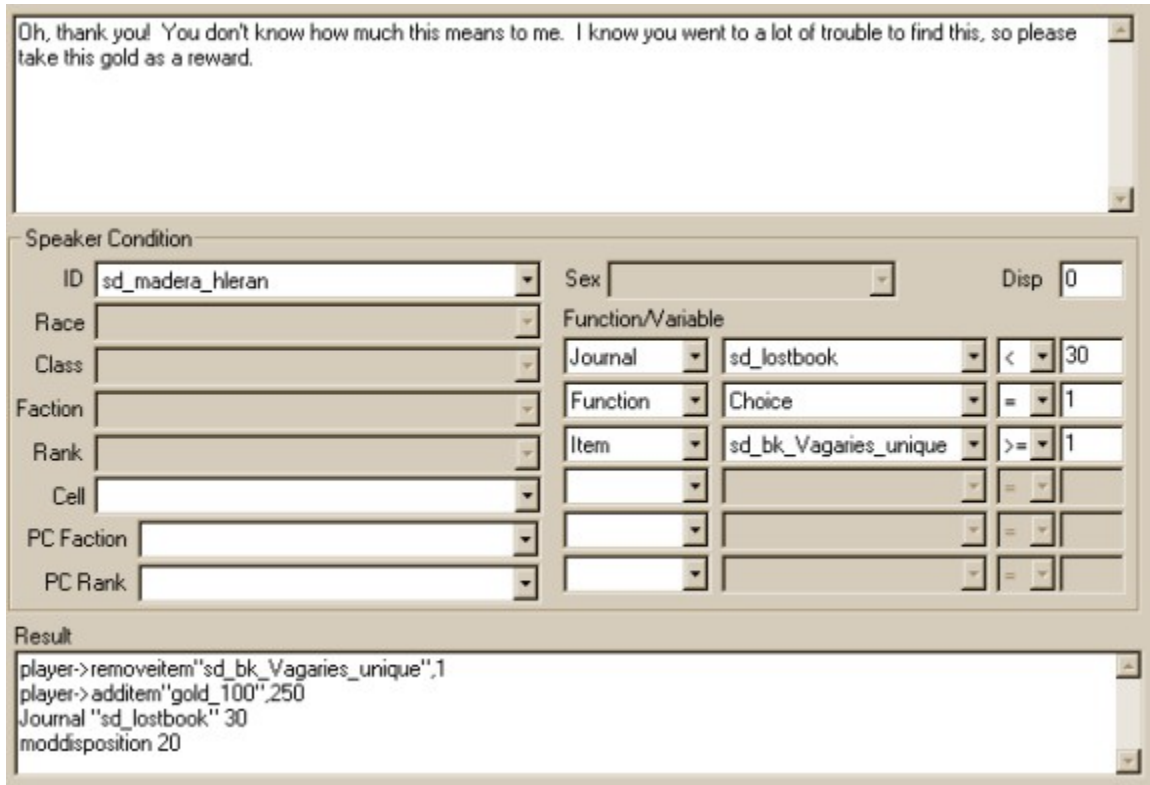 Oh, thank you!  You don't know how much this means to me.  I know you went to a lot of trouble to find this, so please
take this gold as a reward.
Speaker Condition
ID sd_madera_hleran Sex Disp 0
Race Function/Variable
Class Journal sd_lostbook < 30
Faction Function Choice = 1
Rank Item sd_bk_Vagaries_unique >= 1
Cell =
PC Faction =
PC Rank =
Result
player->removeitem"sd_bk_Vagaries_unique",1
player->additem"gold_100",250
Journal "sd_lostbook" 30
moddisposition 20